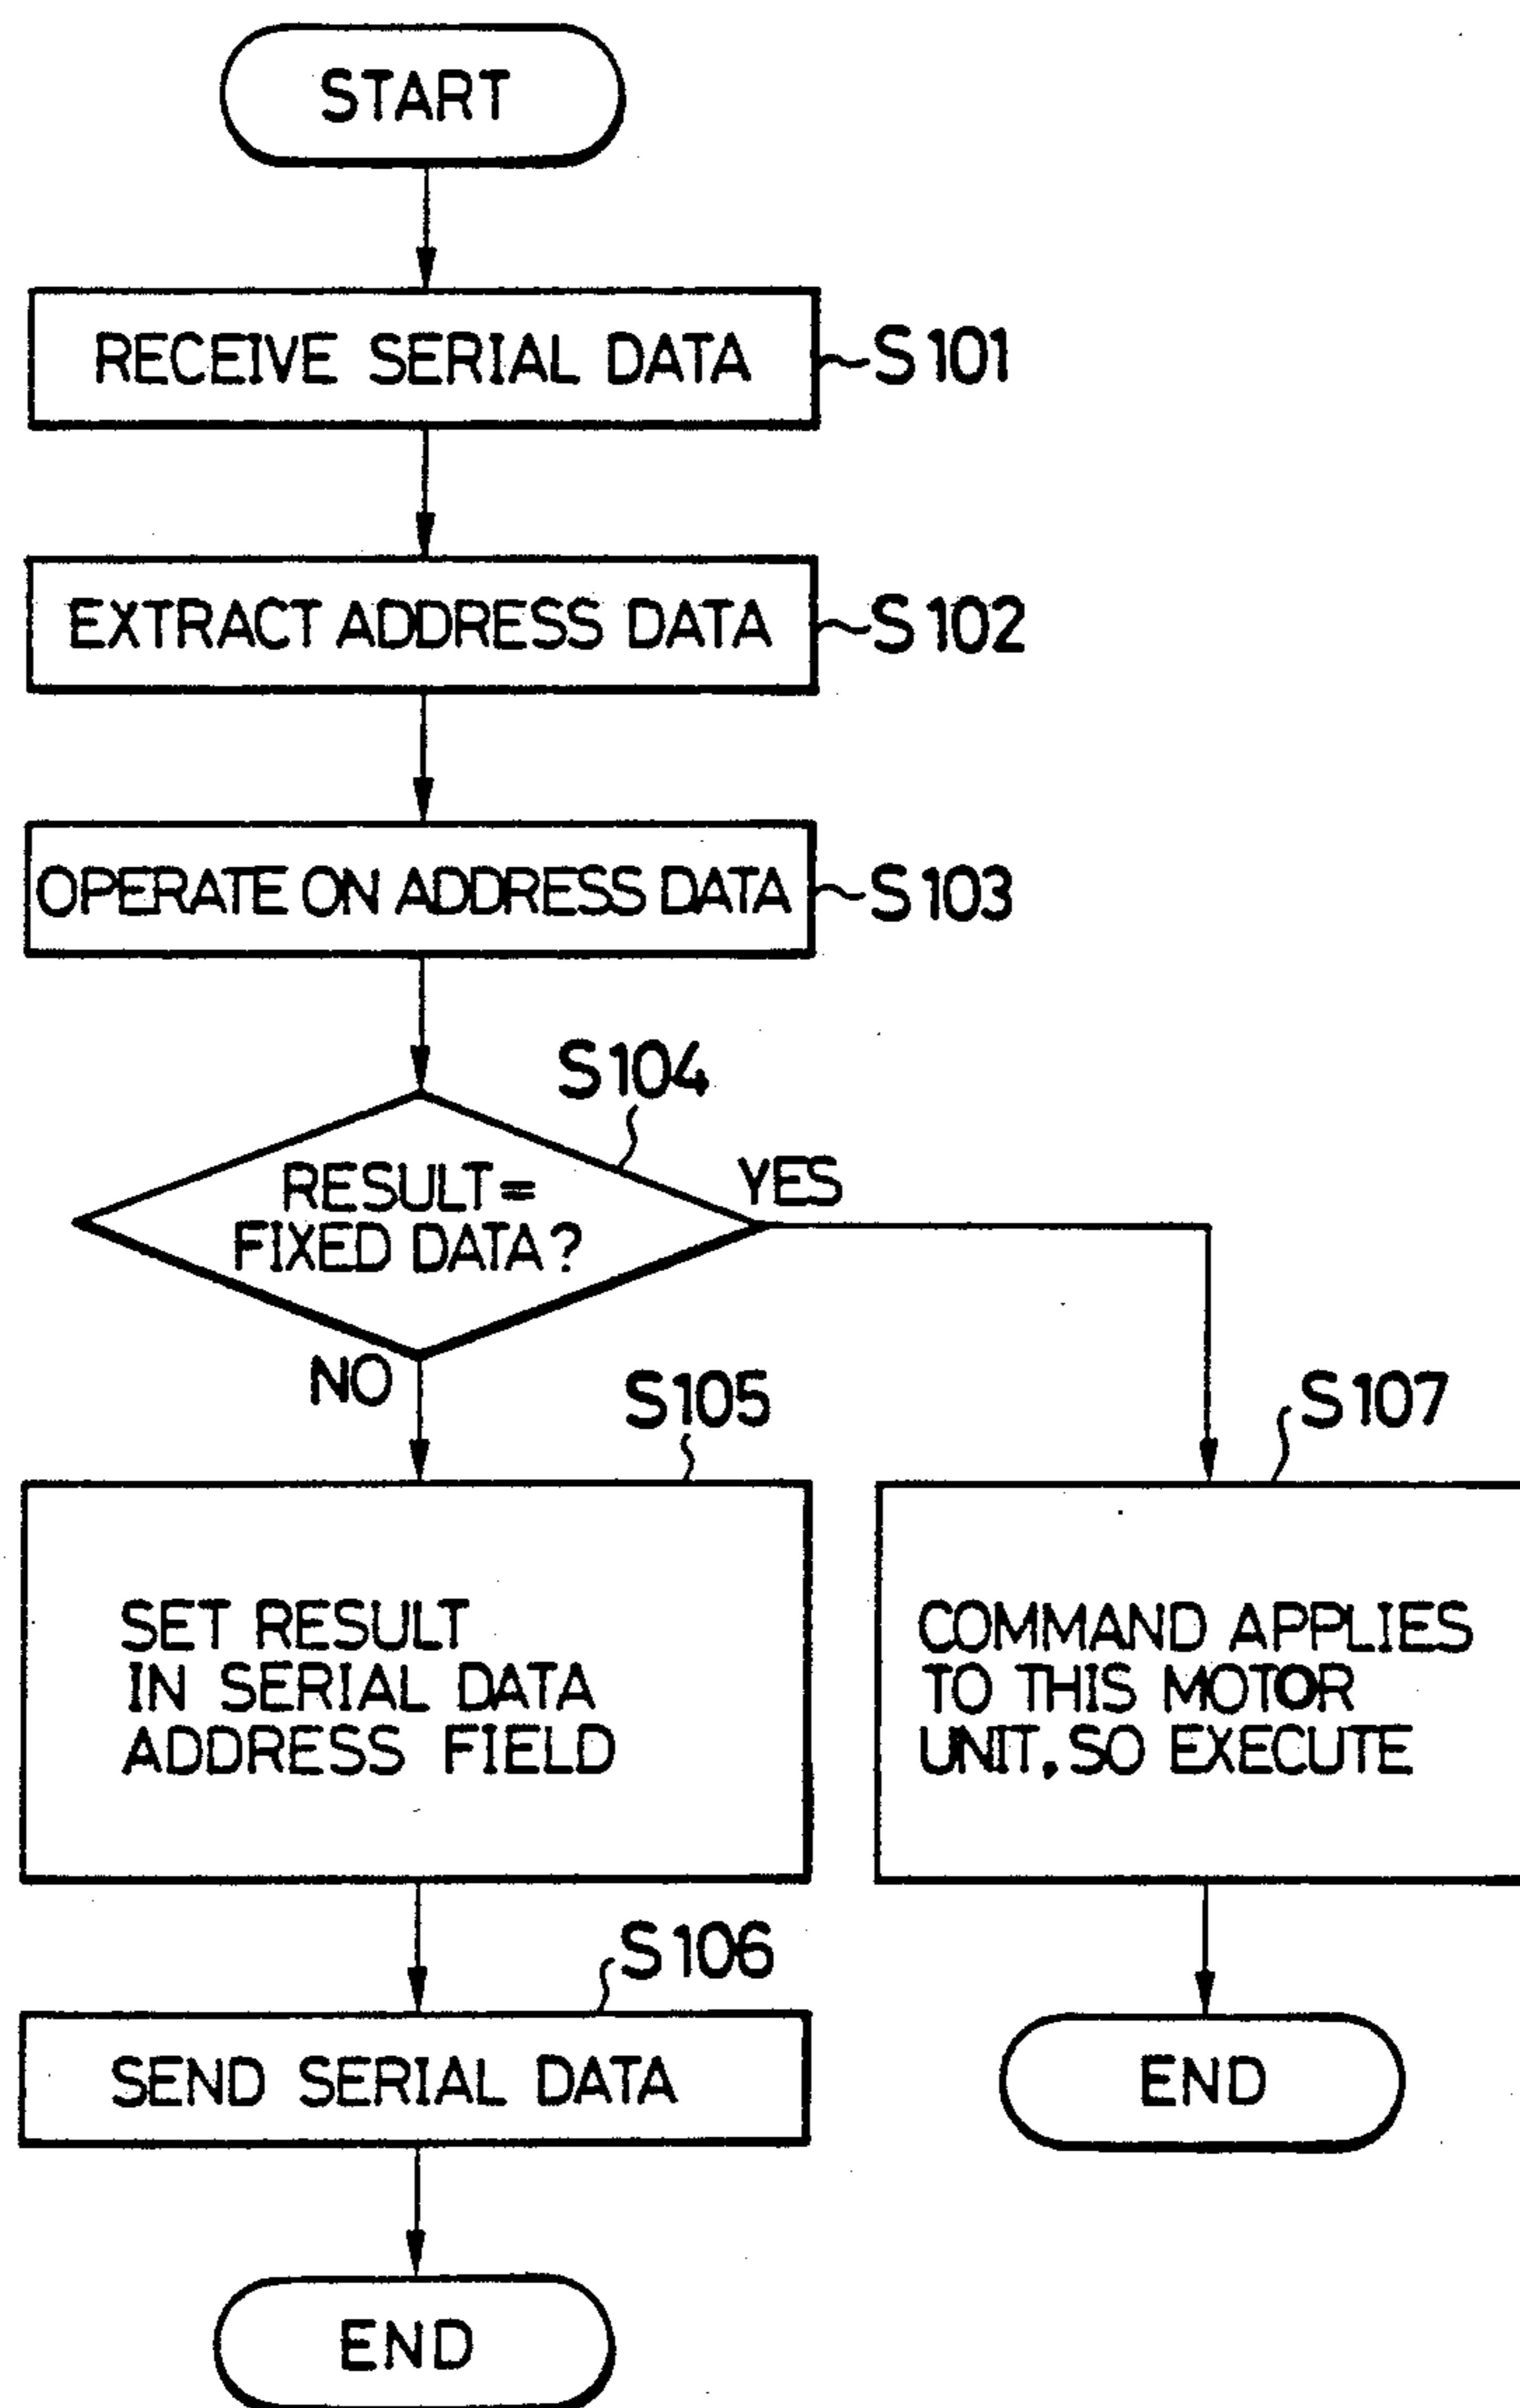 START
RECEIVE SERIAL DATA
S101
EXTRACT ADDRESS DATA
S102
OPERATE ON ADDRESS DATA
S103
S104
RESULT=
FIXED DATA?
YES
NO
S105
SET RESULT
IN SERIAL DATA
ADDRESS FIELD
S107
COMMAND APPLIES
TO THIS MOTOR
UNIT. SO EXECUTE
S106
SEND SERIAL DATA
END
END